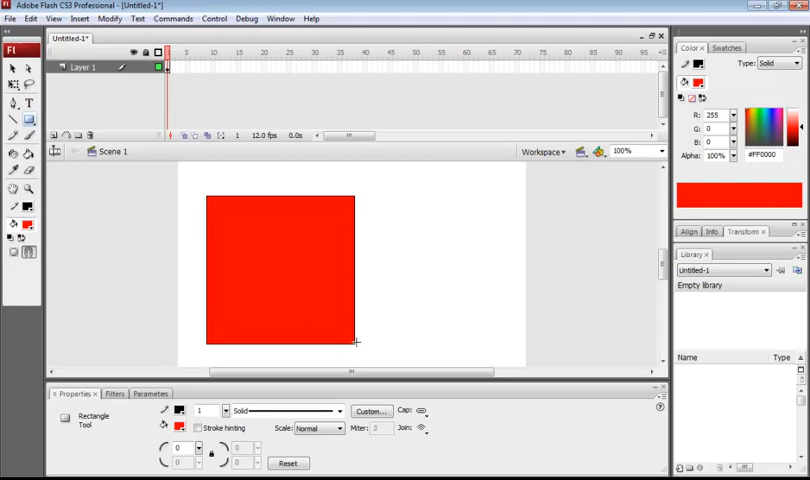 Adobe Flash CS3 Professional - [Untitled-1*]
File Edit View Insert Modify Text Commands Control Debug Window Help
Fl
Untitled-1*
5 10 15 20 25 30 35 40 45 50 55 60 65 70 75 80 85 90 95
Layer 1
1 12.0 fps 0.0s
Scene 1
Workspace
100%
Color × Swatches
Type: Solid
R: 255
G: 0
B: 0
Alpha: 100%
#FF0000
Align Info Transform ×
Library ×
Untitled-1
Empty library
Name Type
Properties × Filters Parameters
Rectangle
Tool
1 Solid Custom... Cap:
Stroke hinting Scale: Normal Miter: 3 Join:
0 0
0 0 Reset